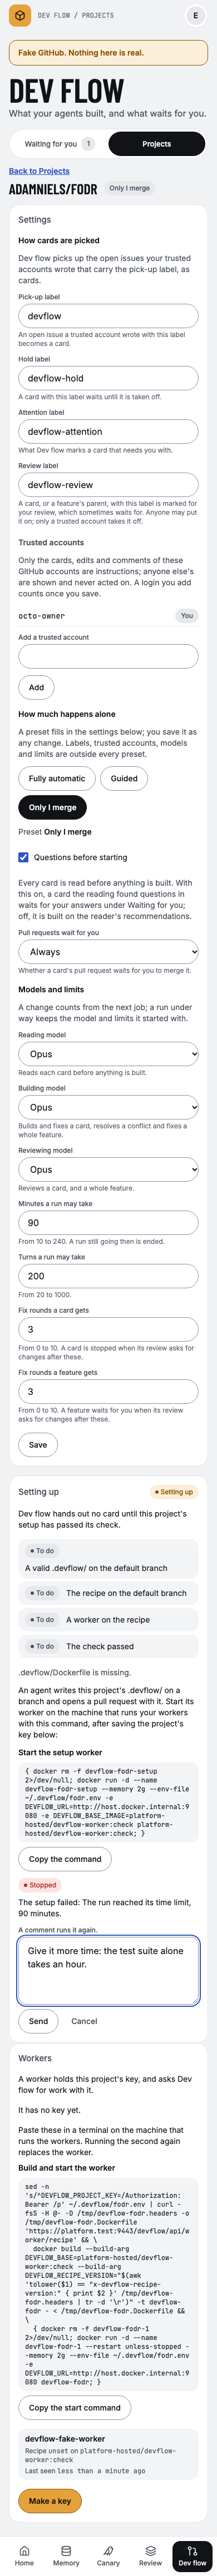 DEV FLOW / PROJECTS
E
Fake GitHub. Nothing here is real.
DEV FLOW
What your agents built, and what waits for you.
Waiting for you 1
Projects
Back to Projects
ADAMNIELS/FODR
Only I merge
Settings
How cards are picked
Dev flow picks up the open issues your trusted
accounts wrote that carry the pick-up label, as
cards.
Pick-up label
devflow
An open issue a trusted account wrote with this label
becomes a card.
Hold label
devflow-hold
A card with this label waits until it is taken off.
Attention label
devflow-attention
What Dev flow marks a card that needs you with.
Review label
devflow-review
A card, or a feature's parent, with this label is marked for
your review, which sometimes waits for. Anyone may put
it on; only a trusted account takes it off.
Trusted accounts
Only the cards, edits and comments of these
GitHub accounts are instructions; anyone else's
are shown and never acted on. A login you add
counts once you save.
octo-owner
You
Add a trusted account
Add
How much happens alone
A preset fills in the settings below; you save it as
any change. Labels, trusted accounts, models
and limits are outside every preset.
Fully automatic
Guided
Only I merge
Preset Only I merge
Questions before starting
Every card is read before anything is built. With
this on, a card the reading found questions in
waits for your answers under Waiting for you;
off, it is built on the reader's recommendations.
Pull requests wait for you
Always
Whether a card's pull request waits for you to merge it.
Models and limits
A change counts from the next job; a run under
way keeps the model and limits it started with.
Reading model
Opus
Reads each card before anything is built.
Building model
Opus
Builds and fixes a card, resolves a conflict and fixes a
whole feature.
Reviewing model
Opus
Reviews a card, and a whole feature.
Minutes a run may take
90
From 10 to 240. A run still going then is ended.
Turns a run may take
200
From 20 to 1000.
Fix rounds a card gets
3
From 0 to 10. A card is stopped when its review asks for
changes after these.
Fix rounds a feature gets
3
From 0 to 10. A feature waits for you when its review
asks for changes after these.
Save
Setting up
Setting up
Dev flow hands out no card until this project's
setup has passed its check.
To do
A valid .devflow/ on the default branch
To do
The recipe on the default branch
To do
A worker on the recipe
To do
The check passed
.devflow/Dockerfile is missing.
An agent writes this project's .devflow/ on a
branch and opens a pull request with it. Start its
worker on the machine that runs your workers
with this command, after saving the project's
key below:
Start the setup worker
{ docker rm -f devflow-fodr-setup
2>/dev/null; docker run -d --name
devflow-fodr-setup --memory 2g --env-file
~/.devflow/fodr.env -e
DEVFLOW_URL=http://host.docker.internal:9
080 -e DEVFLOW_BASE_IMAGE=platform-
hosted/devflow-worker:check platform-
hosted/devflow-worker:check; }
Copy the command
Stopped
The setup failed: The run reached its time limit,
90 minutes.
A comment runs it again.
Give it more time: the test suite alone
takes an hour.
Send
Cancel
Workers
A worker holds this project's key, and asks Dev
flow for work with it.
It has no key yet.
Paste these in a terminal on the machine that
runs the workers. Running the second again
replaces the worker.
Build and start the worker
sed -n
's/^DEVFLOW_PROJECT_KEY=/Authorization:
Bearer /p' ~/.devflow/fodr.env | curl -
fsS -H @- -D /tmp/devflow-fodr.headers -o
/tmp/devflow-fodr.Dockerfile
'https://platform.test:9443/devflow/api/w
orker/recipe' && \
docker build --build-arg
DEVFLOW_BASE=platform-hosted/devflow-
worker:check --build-arg
DEVFLOW_RECIPE_VERSION="$(awk
'tolower($1) == "x-devflow-recipe-
version:" { print $2 }' /tmp/devflow-
fodr.headers | tr -d '\r')" -t devflow-
fodr - < /tmp/devflow-fodr.Dockerfile &&
\
{ docker rm -f devflow-fodr-1
2>/dev/null; docker run -d --name
devflow-fodr-1 --restart unless-stopped -
-memory 2g --env-file ~/.devflow/fodr.env
-e
DEVFLOW_URL=http://host.docker.internal:9
080 devflow-fodr; }
Copy the start command
devflow-fake-worker
Recipe unset on platform-hosted/devflow-
worker:check
Last seen less than a minute ago
Make a key
Home
Memory
Canary
Review
Dev flow